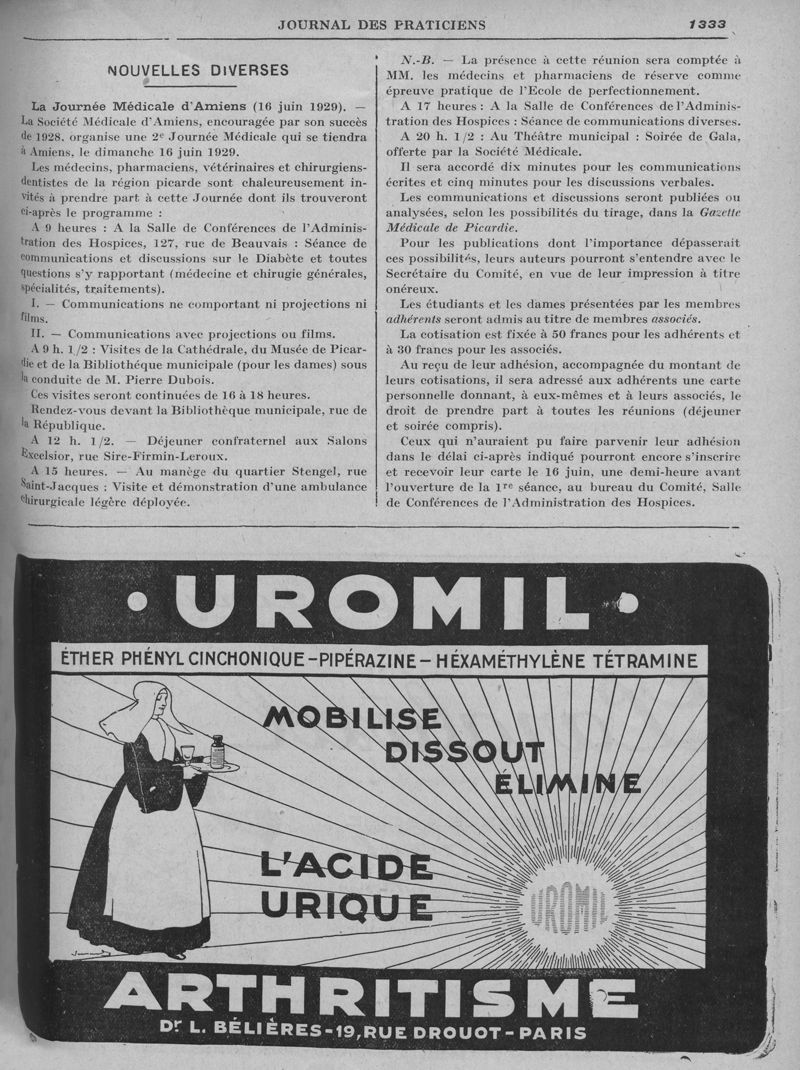 JOURNAL DES PRATICIENS
1333
NOUVELLES DIVERSES
La Journée Médicale d'Amiens (16 juin 1929). —
La Société Médicale d'Amiens, encouragée par son succès
de 1928, organise une 2e Journée Médicale qui se tiendra
à Amiens, le dimanche 16 juin 1929.
Les médecins, pharmaciens, vétérinaires et chirurgiens-
dentistes de la région picarde sont chaleureusement in-
vités à prendre part à cette Journée dont ils trouveront
ci-après le programme :
A 9 heures : A la Salle de Conférences de l'Adminis-
tration des Hospices, 127, rue de Beauvais : Séance de
communications et discussions sur le Diabète et toutes
questions s'y rapportant (médecine et chirugie générales,
spécialités, traitements).
I. — Communications ne comportant ni projections ni
films.
II. — Communications avec projections ou films.
A 9 h. 1/2 : Visites de la Cathédrale, du Musée de Picar-
die et de la Bibliothéque municipale (pour les dames) sous
la conduite de M. Pierre Dubois.
Ces visites seront continuées de 16 à 18 heures.
Rendez-vous devant la Bibliothèque municipale, rue de
la République.
A 12 h. 1/2. — Déjeuner confraternel aux Salons
Excelsior, rue Sire-Firmin-Leroux.
A 15 heures. — Au manège du quartier Stengel, rue
Saint-Jacques : Visite et démonstration d'une ambulance
chirurgicale légère déployée.
N.-B. — La présence à cette réunion sera comptée à
MM. les médecins et pharmaciens de réserve comme
épreuve pratique de l'Ecole de perfectionnement.
A 17 heures : A la Salle de Conférences de l'Adminis-
tration des Hospices : Séance de communications diverses.
A 20 h. 1/2 : Au Théâtre municipal : Soirée de Gala,
offerte par la Société Médicale.
Il sera accordé dix minutes pour les communications
écrites et cinq minutes pour les discussions verbales.
Les communications et discussions seront publiées ou
analysées, selon les possibilités du tirage, dans la Gazette
Médicale de Picardie.
Pour les publications dont l'importance dépasserait
ces possibilités, leurs auteurs pourront s'entendre avec le
Secrétaire du Comité, en vue de leur impression à titre
onéreux.
Les étudiants et les dames présentées par les membres
adhérents seront admis au titre de membres associés.
La cotisation est fixée à 50 francs pour les adhérents et
à 30 francs pour les associés.
Au reçu de leur adhésion, accompagnée du montant de
leurs cotisations, il sera adressé aux adhérents une carte
personnelle donnant, à eux-mêmes et à leurs associés, le
droit de prendre part à toutes les réunions (déjeuner
et soirée compris).
Ceux qui n'auraient pu faire parvenir leur adhésion
dans le délai ci-après indiqué pourront encore s'inscrire
et recevoir leur carte le 16 juin, une demi-heure avant
l'ouverture de la 1re séance, au bureau du Comité, Salle
de Conférences de l'Administration des Hospices.
• UROMIL •
ÉTHER PHÉNYL CINCHONIQUE – PIPÉRAZINE – HÉXAMÉTHYLÈNE TÉTRAMINE
MOBILISE
DISSOUT
ÉLIMINE
L'ACIDE
URIQUE
UROMIL
ARTHRITISME
Dr L. BÉLIÈRES – 19, RUE DROUOT – PARIS